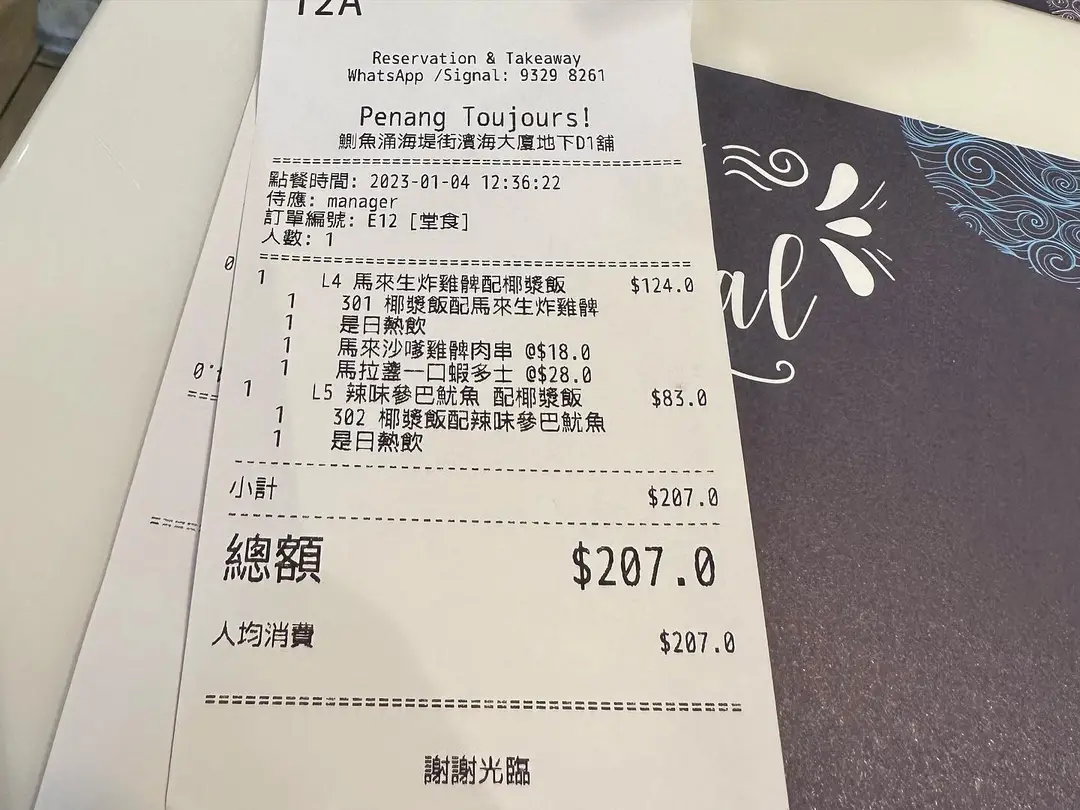 12A
Reservation & Takeaway
WhatsApp /Signal: 9329 8261
Penang Toujours!
鰂魚涌海堤街濱海大廈地下D1舖
點餐時間: 2023-01-04 12:36:22
侍應: manager
訂單編號: E12 [堂食]
人數: 1
1 L4 馬來生炸雞髀配椰漿飯 $124.0
1 301 椰漿飯配馬來生炸雞髀
1 是日熱飲
1 馬來沙嗲雞髀肉串 @$18.0
1 馬拉盞一口蝦多士 @$28.0
1 L5 辣味參巴魷魚 配椰漿飯 $83.0
1 302 椰漿飯配辣味參巴魷魚
1 是日熱飲
小計 $207.0
總額 $207.0
人均消費 $207.0
謝謝光臨
al